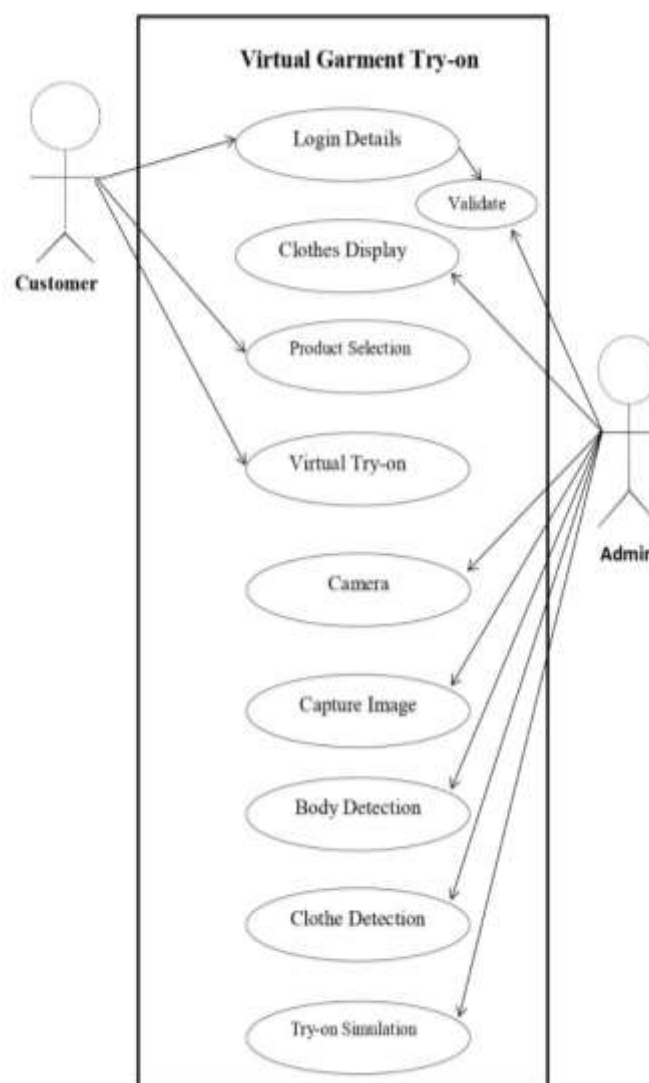 Virtual Garment Try-on
Login Details
Validate
Clothes Display
Customer
Product Selection
Virtual Try-on
Admin
Camera
Capture Image
Body Detection
Clothe Detection
Try-on Simulation